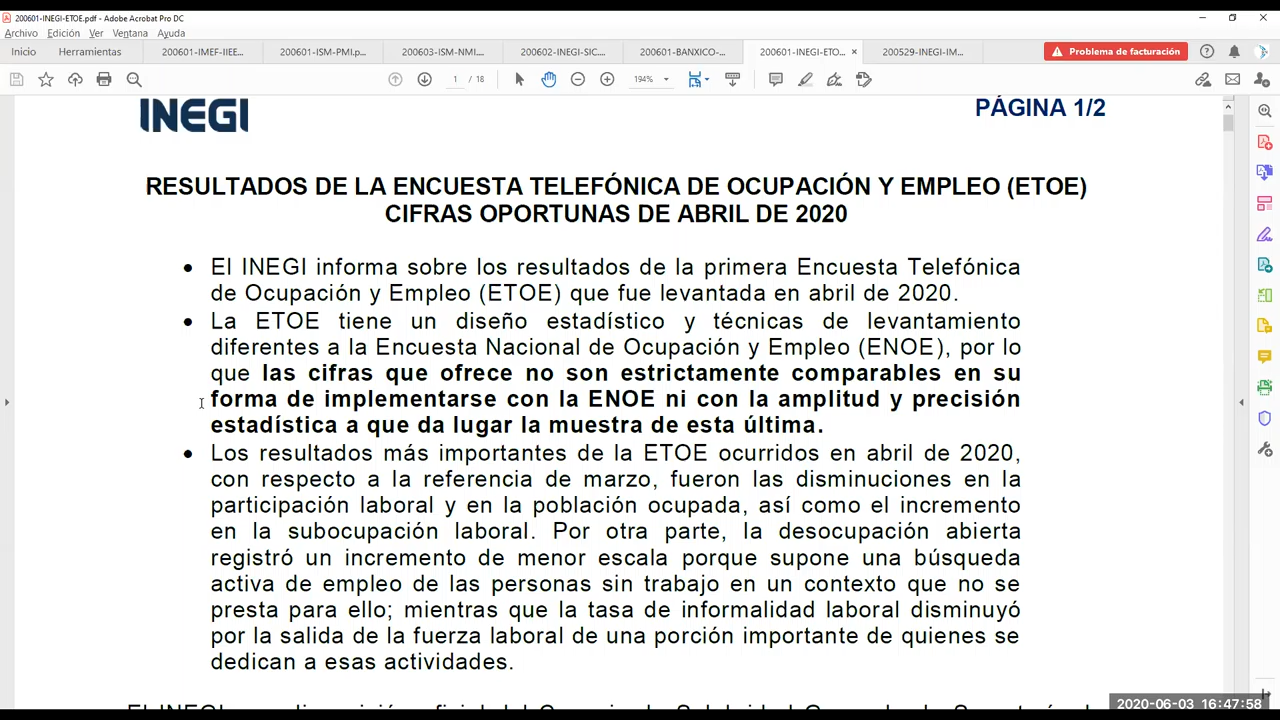 200601-INEGI-ETOE.pdf - Adobe Acrobat Pro DC
Archivo Edición Ver Ventana Ayuda
Inicio Herramientas 200601-IMEF-IIEE... 200601-ISM-PMI.p... 200603-ISM-NMI.... 200602-INEGI-SIC.... 200601-BANXICO-... 200601-INEGI-ETO... × 200529-INEGI-IM... Problema de facturación
1 / 18 194%
INEGI PÁGINA 1/2
RESULTADOS DE LA ENCUESTA TELEFÓNICA DE OCUPACIÓN Y EMPLEO (ETOE)
CIFRAS OPORTUNAS DE ABRIL DE 2020
• El INEGI informa sobre los resultados de la primera Encuesta Telefónica
de Ocupación y Empleo (ETOE) que fue levantada en abril de 2020.
• La ETOE tiene un diseño estadístico y técnicas de levantamiento
diferentes a la Encuesta Nacional de Ocupación y Empleo (ENOE), por lo
que las cifras que ofrece no son estrictamente comparables en su
forma de implementarse con la ENOE ni con la amplitud y precisión
estadística a que da lugar la muestra de esta última.
• Los resultados más importantes de la ETOE ocurridos en abril de 2020,
con respecto a la referencia de marzo, fueron las disminuciones en la
participación laboral y en la población ocupada, así como el incremento
en la subocupación laboral. Por otra parte, la desocupación abierta
registró un incremento de menor escala porque supone una búsqueda
activa de empleo de las personas sin trabajo en un contexto que no se
presta para ello; mientras que la tasa de informalidad laboral disminuyó
por la salida de la fuerza laboral de una porción importante de quienes se
dedican a esas actividades.
El INEGI
2020-06-03 16:47:58